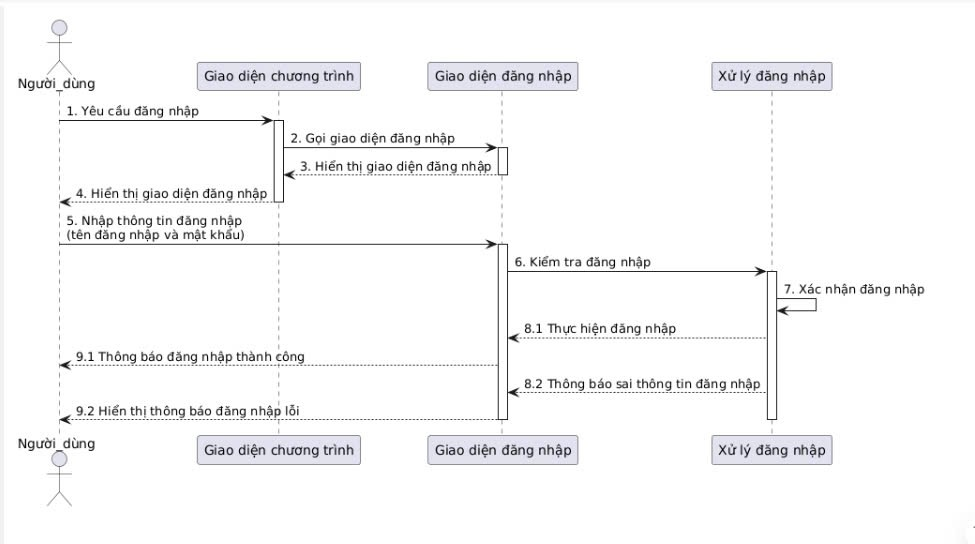 Người_dùng
Giao diện chương trình
Giao diện đăng nhập
Xử lý đăng nhập
1. Yêu cầu đăng nhập
2. Gọi giao diện đăng nhập
3. Hiển thị giao diện đăng nhập
4. Hiển thị giao diện đăng nhập
5. Nhập thông tin đăng nhập
(tên đăng nhập và mật khẩu)
6. Kiểm tra đăng nhập
7. Xác nhận đăng nhập
8.1 Thực hiện đăng nhập
9.1 Thông báo đăng nhập thành công
8.2 Thông báo sai thông tin đăng nhập
9.2 Hiển thị thông báo đăng nhập lỗi
Người_dùng
Giao diện chương trình
Giao diện đăng nhập
Xử lý đăng nhập